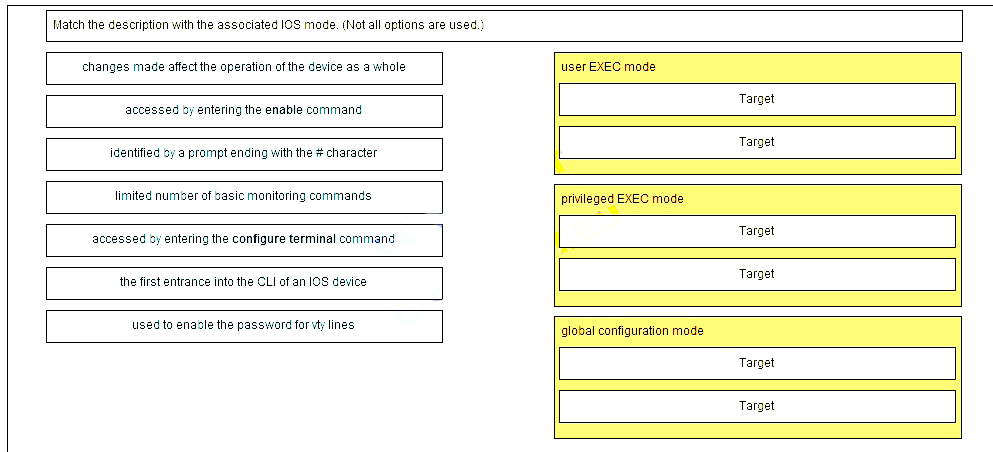 Match the description with the associated IOS mode. (Not all options are used.)
changes made affect the operation of the device as a whole
accessed by entering the enable command
identified by a prompt ending with the # character
limited number of basic monitoring commands
accessed by entering the configure terminal command
the first entrance into the CLI of an IOS device
used to enable the password for vty lines
user EXEC mode
Target
Target
privileged EXEC mode
Target
Target
global configuration mode
Target
Target